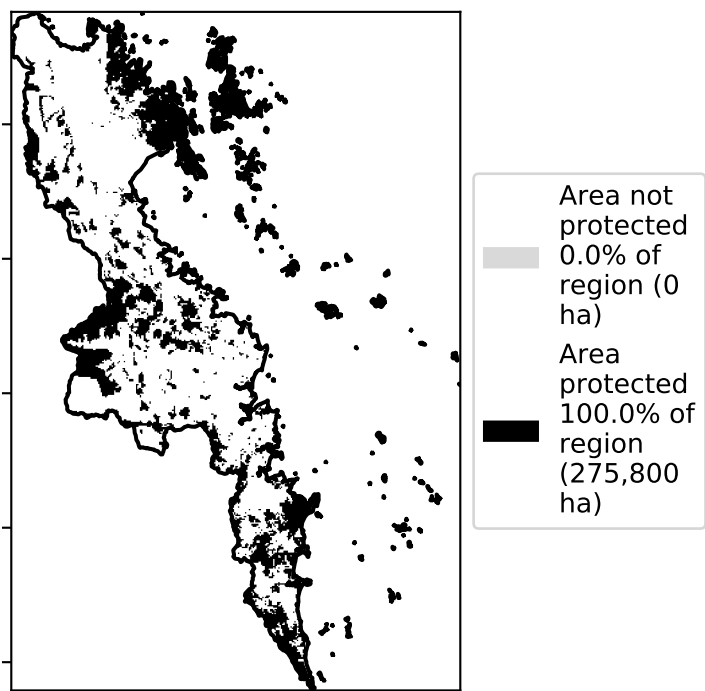 Area not
protected
0.0% of
region (0
ha)
Area
protected
100.0% of
region
(275,800
ha)